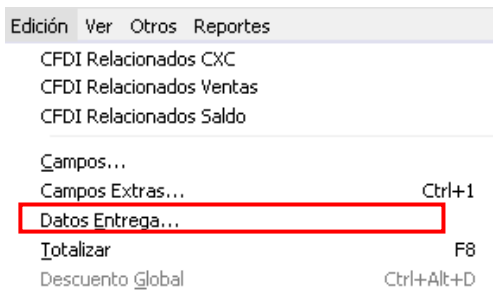 Edición Ver Otros Reportes
CFDI Relacionados CXC
CFDI Relacionados Ventas
CFDI Relacionados Saldo
Campos...
Campos Extras... Ctrl+1
Datos Entrega...
Totalizar F8
Descuento Global Ctrl+Alt+D